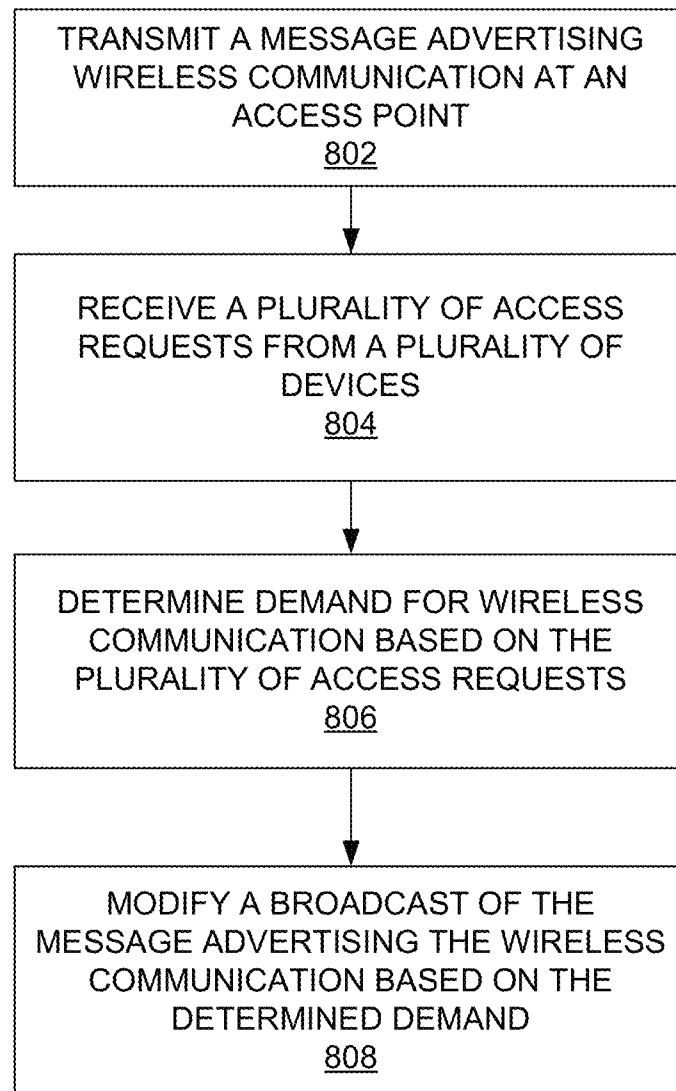 TRANSMIT A MESSAGE ADVERTISING
WIRELESS COMMUNICATION AT AN
ACCESS POINT
802
RECEIVE A PLURALITY OF ACCESS
REQUESTS FROM A PLURALITY OF
DEVICES
804
DETERMINE DEMAND FOR WIRELESS
COMMUNICATION BASED ON THE
PLURALITY OF ACCESS REQUESTS
806
MODIFY A BROADCAST OF THE
MESSAGE ADVERTISING THE WIRELESS
COMMUNICATION BASED ON THE
DETERMINED DEMAND
808